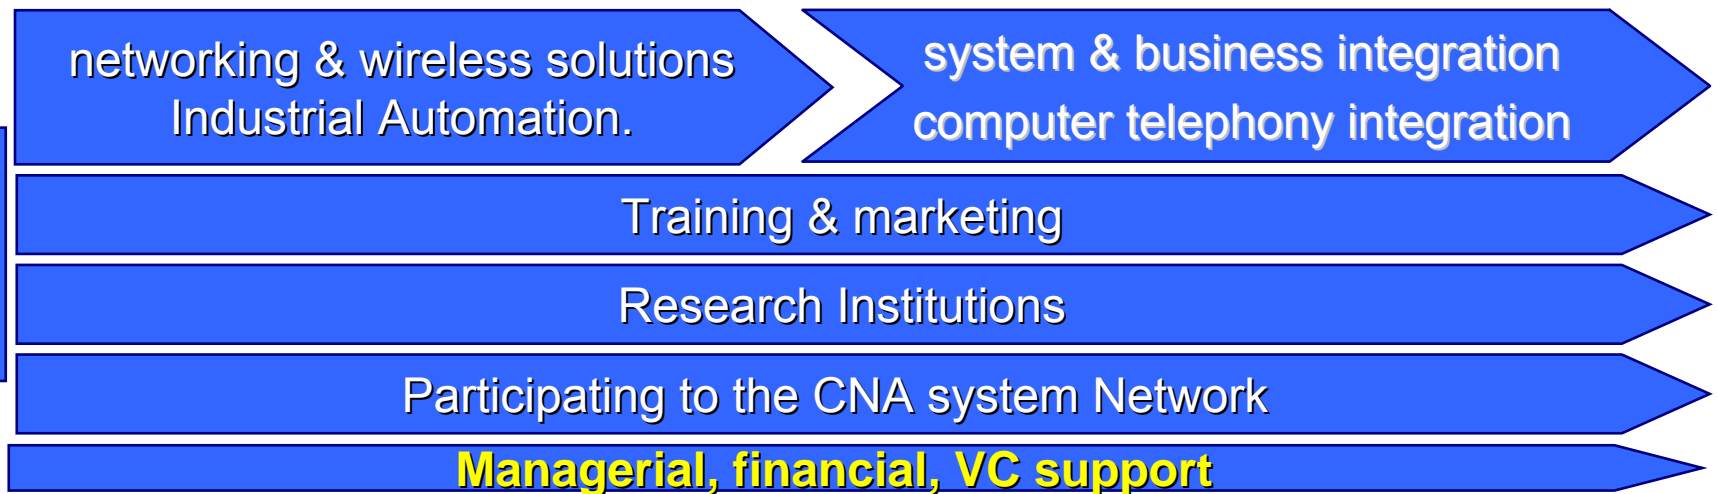 networking & wireless solutions
Industrial Automation.
system & business integration
computer telephony integration
Training & marketing
Research Institutions
Participating to the CNA system Network
Managerial, financial, VC support